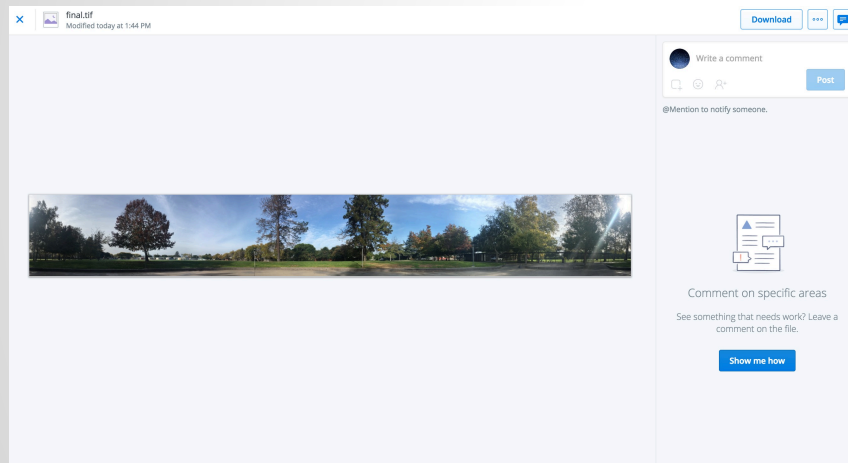 final.tif
Modified today at 1:44 PM
Download
Write a comment
Post
@Mention to notify someone.
Comment on specific areas
See something that needs work? Leave a
comment on the file.
Show me how